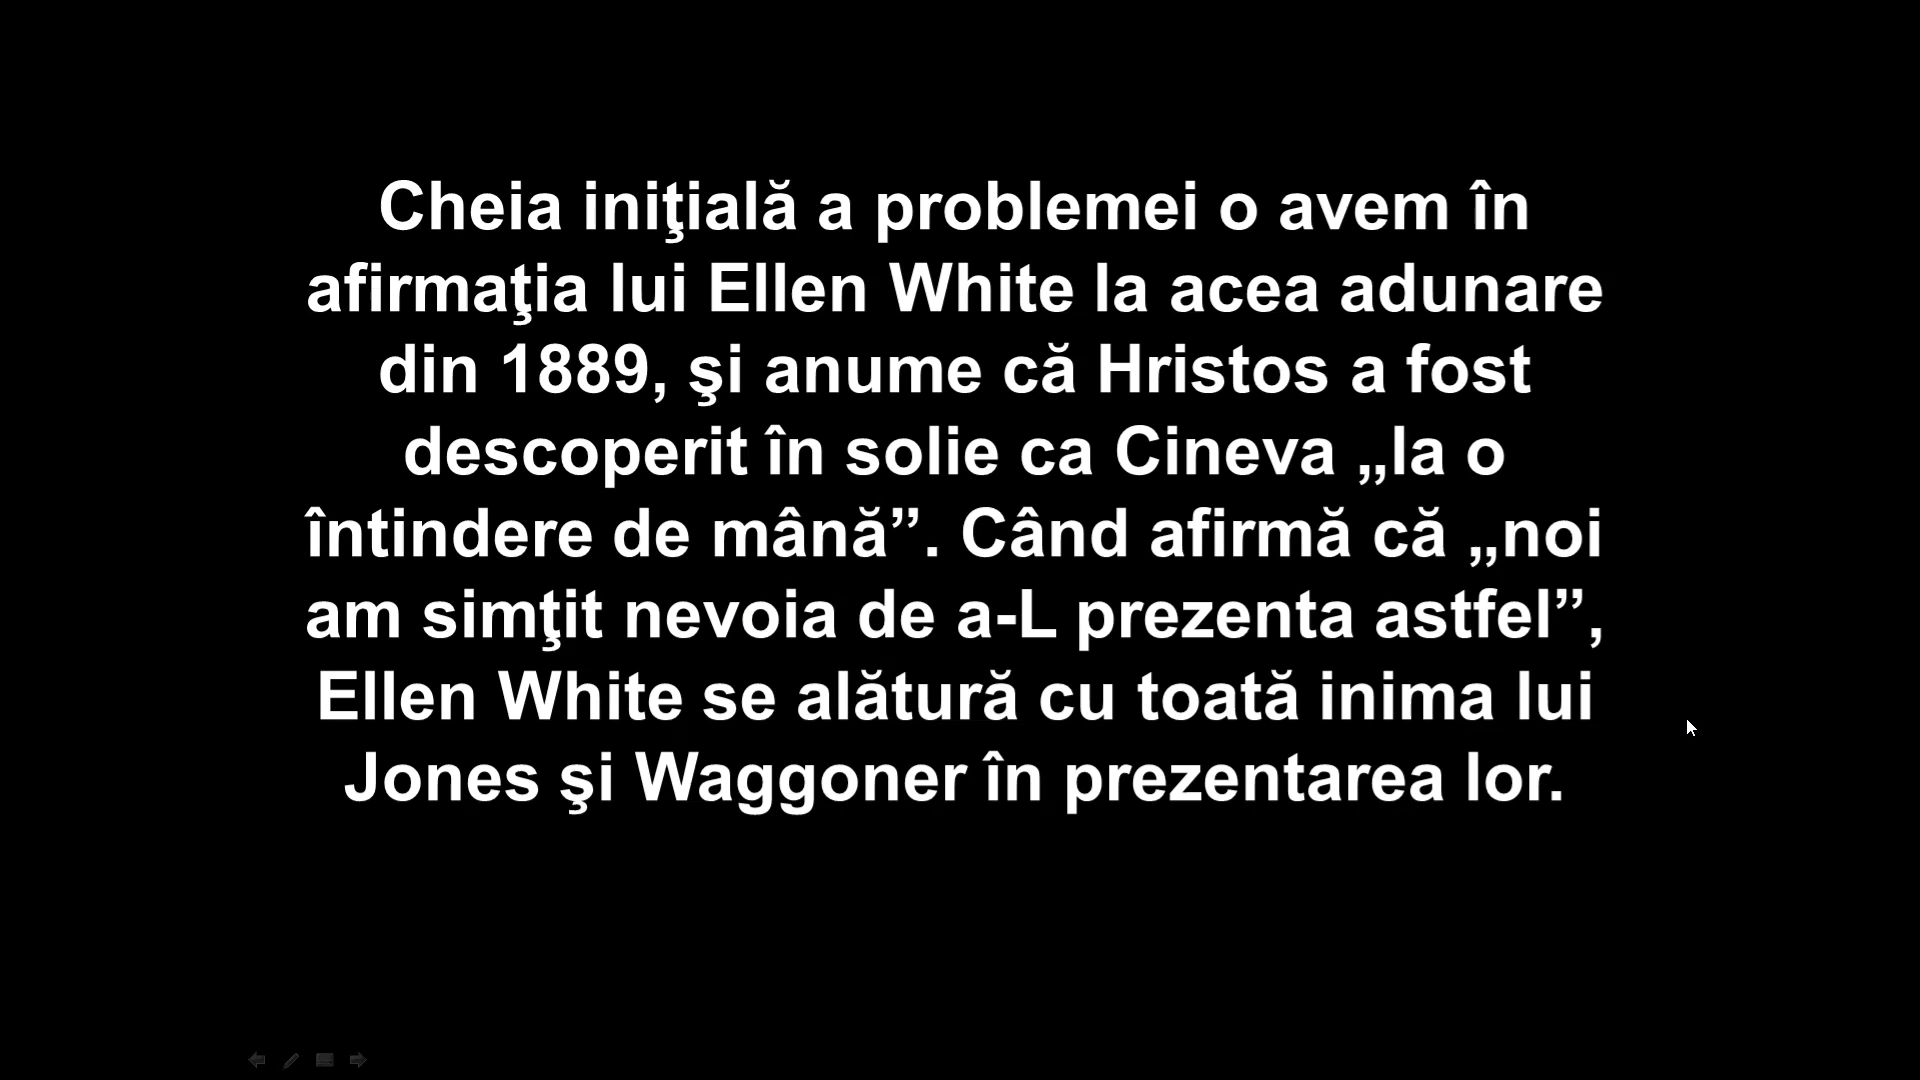 Cheia iniţială a problemei o avem în
afirmaţia lui Ellen White la acea adunare
din 1889, şi anume că Hristos a fost
descoperit în solie ca Cineva „la o
întindere de mână”. Când afirmă că „noi
am simţit nevoia de a-L prezenta astfel”,
Ellen White se alătură cu toată inima lui
Jones şi Waggoner în prezentarea lor.